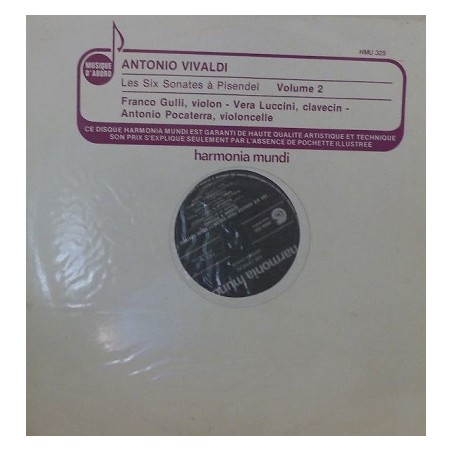 HMU 325
MUSIQUE
D'ABORD
ANTONIO VIVALDI
Les Six Sonates à Pisendel Volume 2
Franco Gulli, violon - Vera Luccini, clavecin -
Antonio Pocaterra, violoncelle
CE DISQUE HARMONIA MUNDI EST GARANTI DE HAUTE QUALITE ARTISTIQUE ET TECHNIQUE
SON PRIX S'EXPLIQUE SEULEMENT PAR L'ABSENCE DE POCHETTE ILLUSTREE
harmonia mundi
harmonia mun